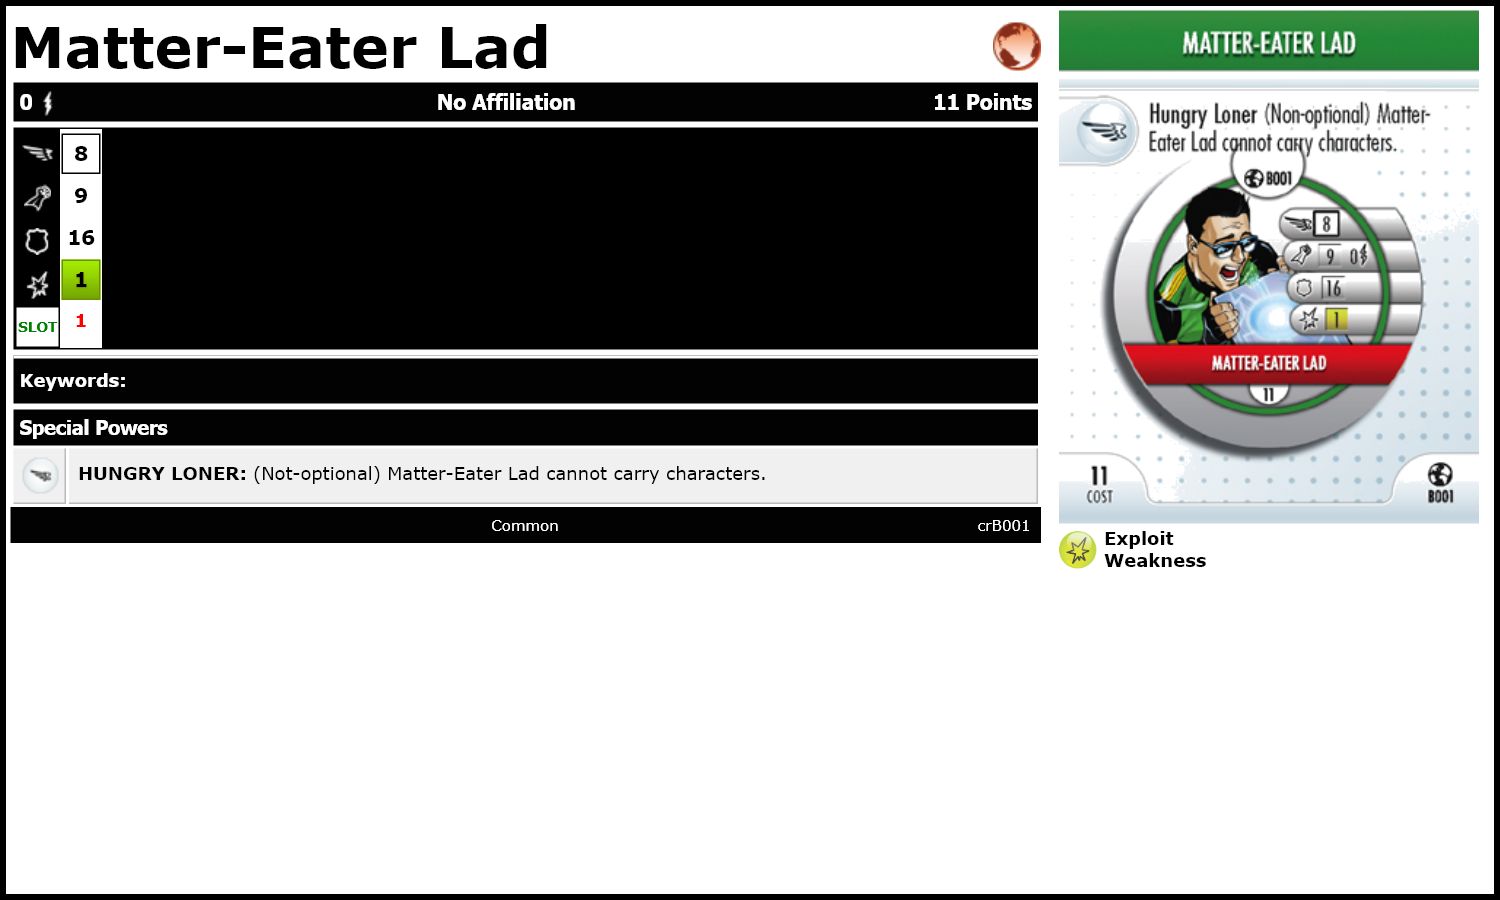 Matter-Eater Lad
0 No Affiliation 11 Points
8
9
16
1
SLOT 1
Keywords:
Special Powers
HUNGRY LONER: (Not-optional) Matter-Eater Lad cannot carry characters.
Common crB001
MATTER-EATER LAD
Hungry Loner (Non-optional) Matter-
Eater Lad cannot carry characters.
B001
8
9 0
16
1
MATTER-EATER LAD
11
11
COST
B001
Exploit
Weakness